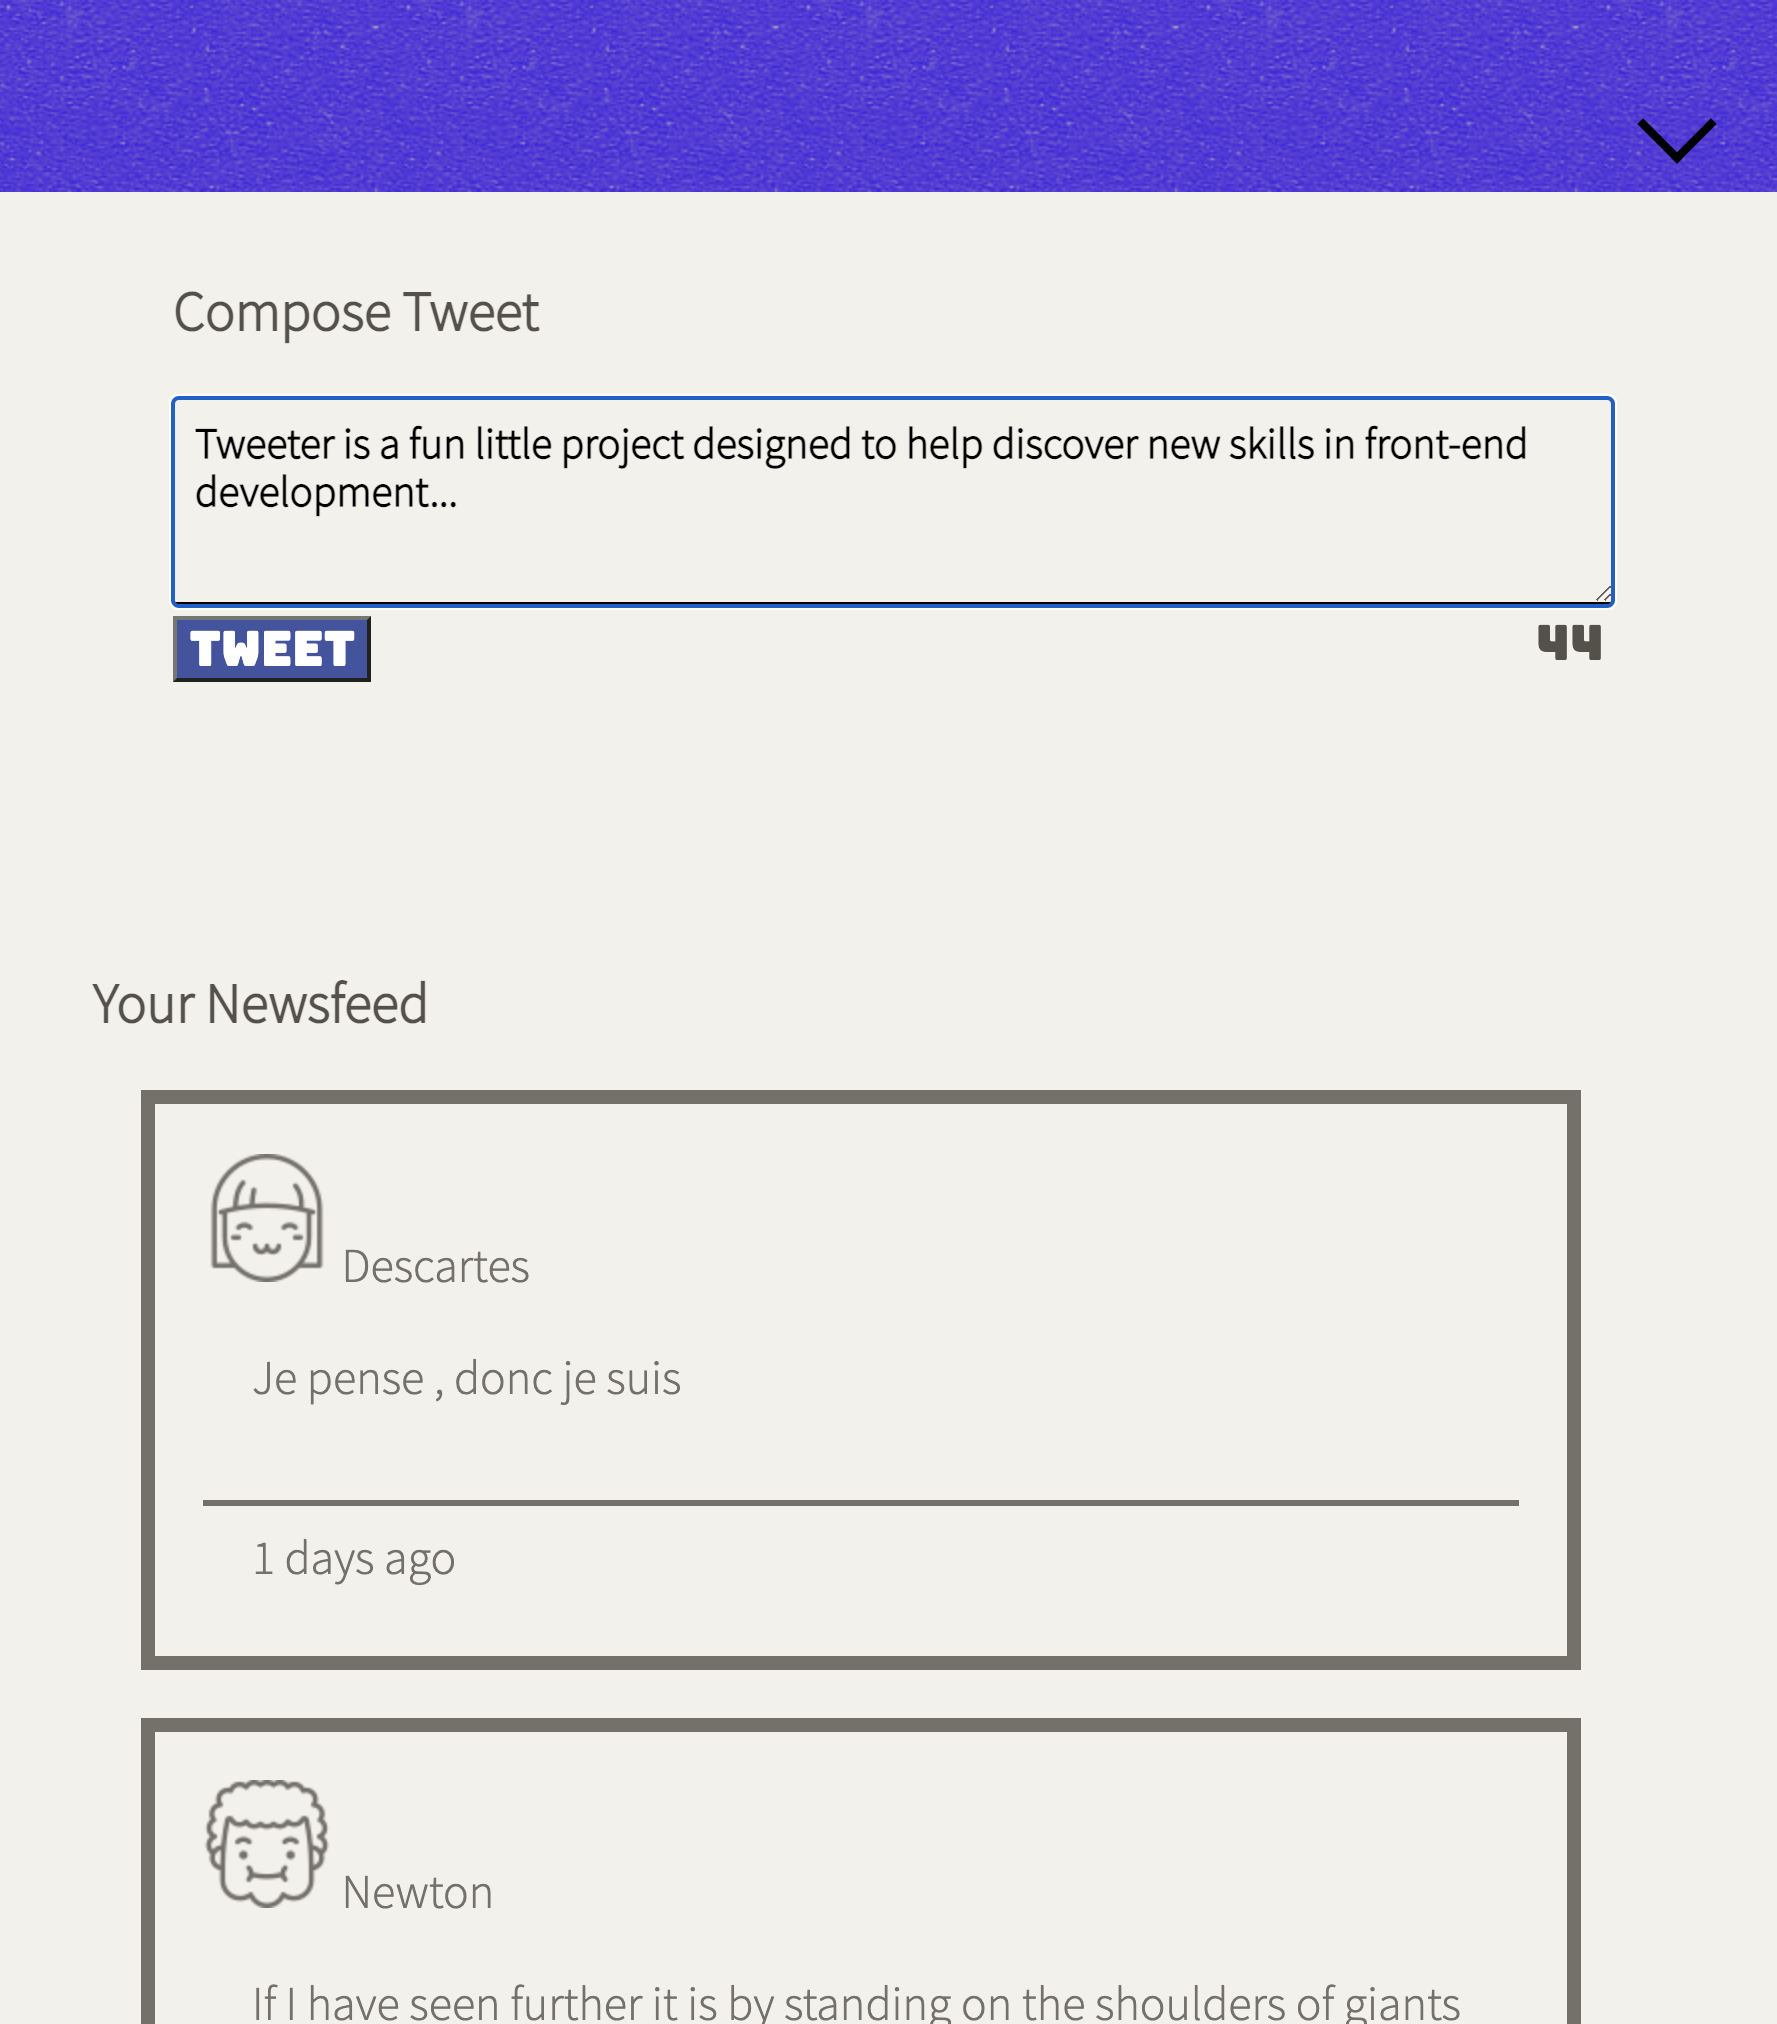 Compose Tweet
Tweeter is a fun little project designed to help discover new skills in front-end
development...
TWEET
44
Your Newsfeed
Descartes
Je pense , donc je suis
1 days ago
Newton
If I have seen further it is by standing on the shoulders of giants